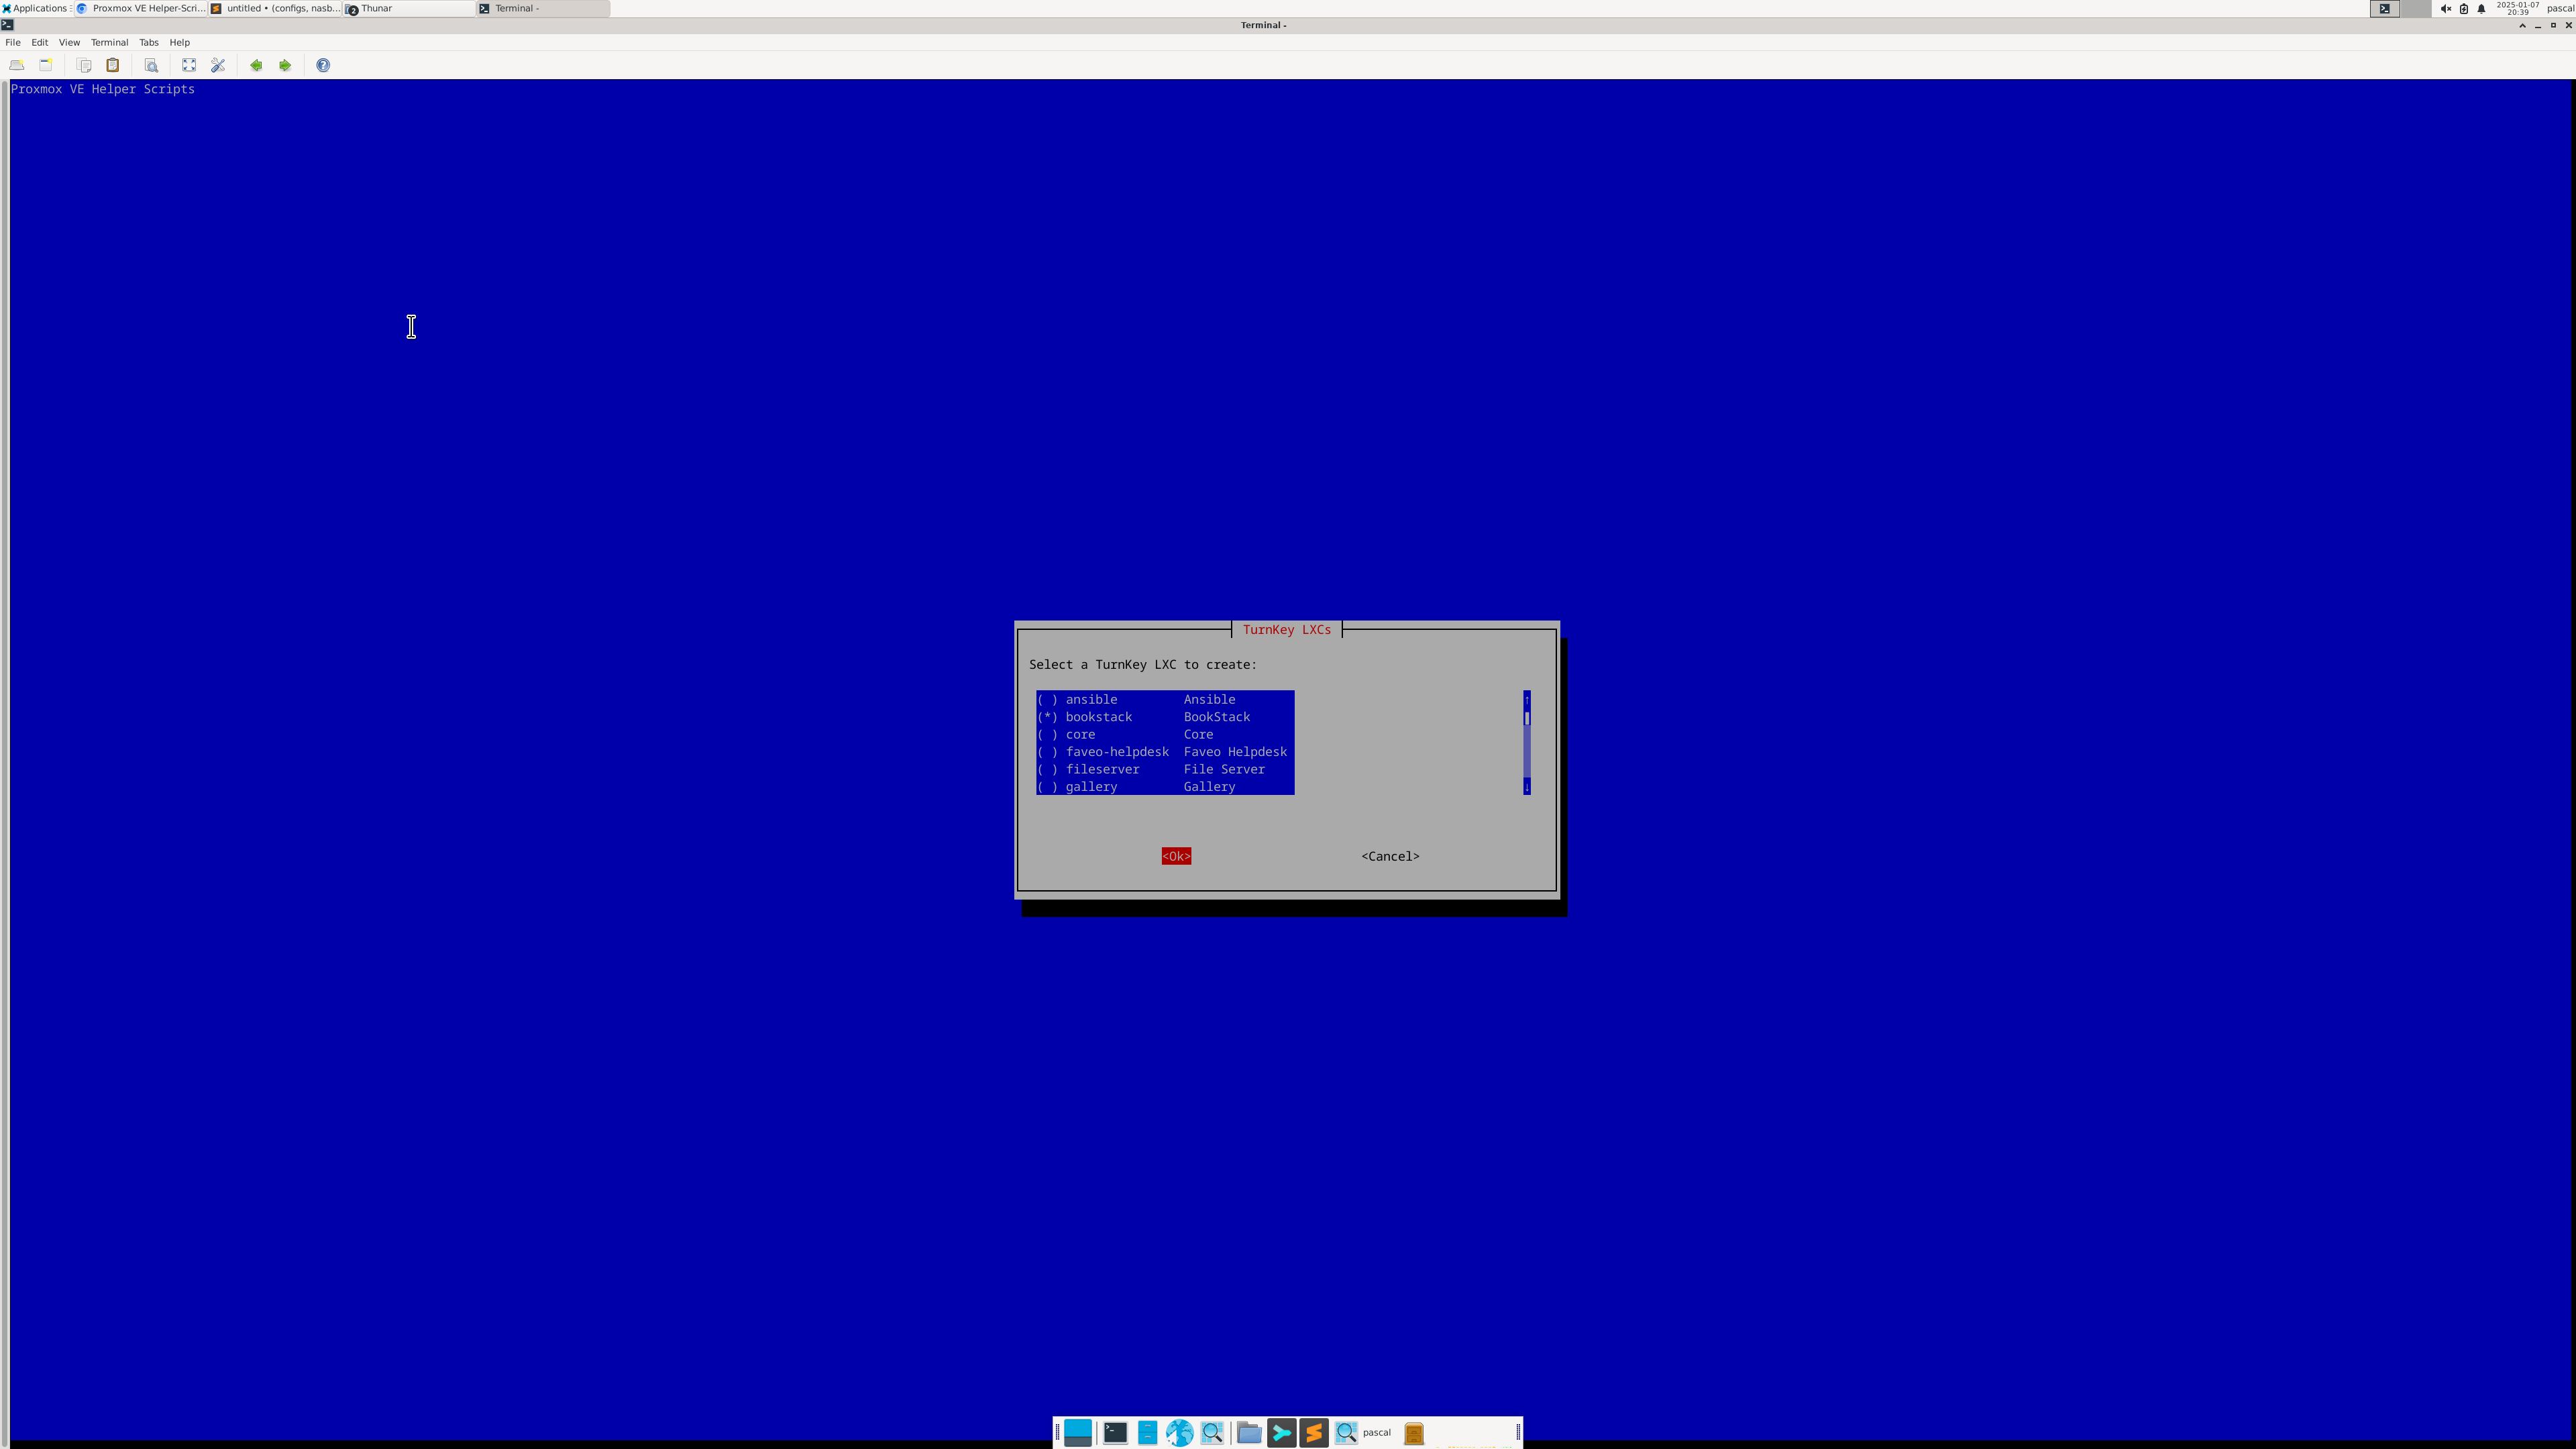 Applications Proxmox VE Helper-Scri... untitled • (configs, nasb... 2 Thunar Terminal - 2025-01-07 20:39 pascal
Terminal -
File Edit View Terminal Tabs Help
Proxmox VE Helper Scripts
TurnKey LXCs
Select a TurnKey LXC to create:
( ) ansible Ansible
(*) bookstack BookStack
( ) core Core
( ) faveo-helpdesk Faveo Helpdesk
( ) fileserver File Server
( ) gallery Gallery
<Ok> <Cancel>
pascal